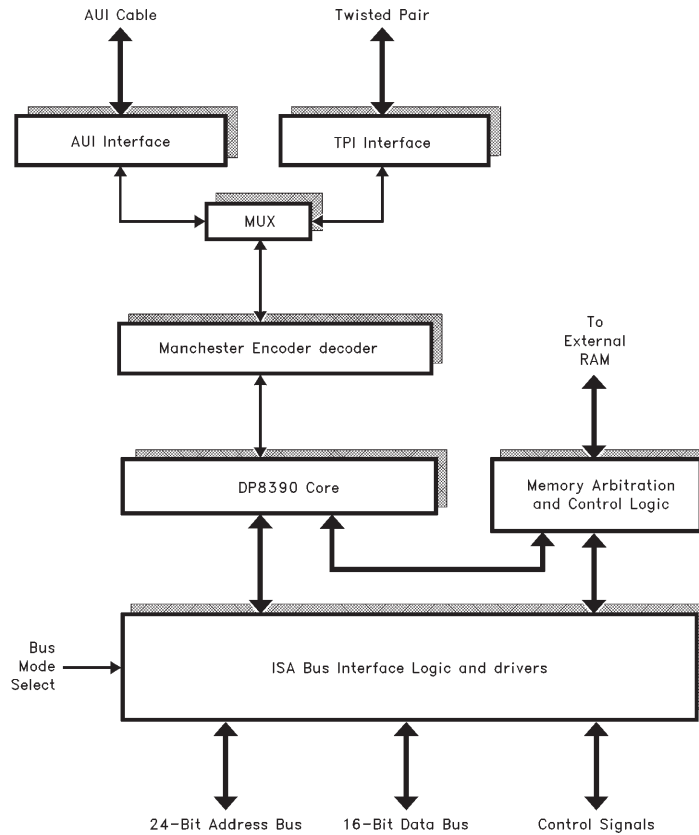 AUI Cable
Twisted Pair
AUI Interface
TPI Interface
MUX
Manchester Encoder decoder
To
External
RAM
DP8390 Core
Memory Arbitration
and Control Logic
Bus
Mode
Select
ISA Bus Interface Logic and drivers
24-Bit Address Bus
16-Bit Data Bus
Control Signals